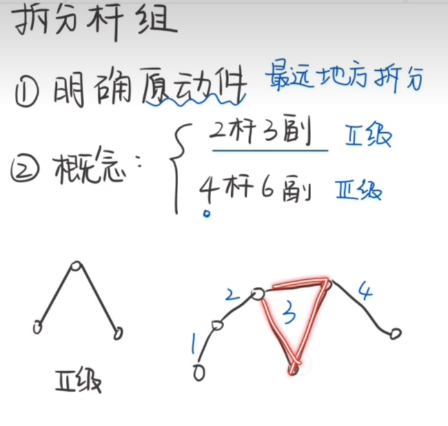 拆分杆组
① 明确原动件 最远地方拆分
② 概念: 2杆3副 Ⅱ级
4杆6副 Ⅲ级
1 2 3 4
Ⅱ级